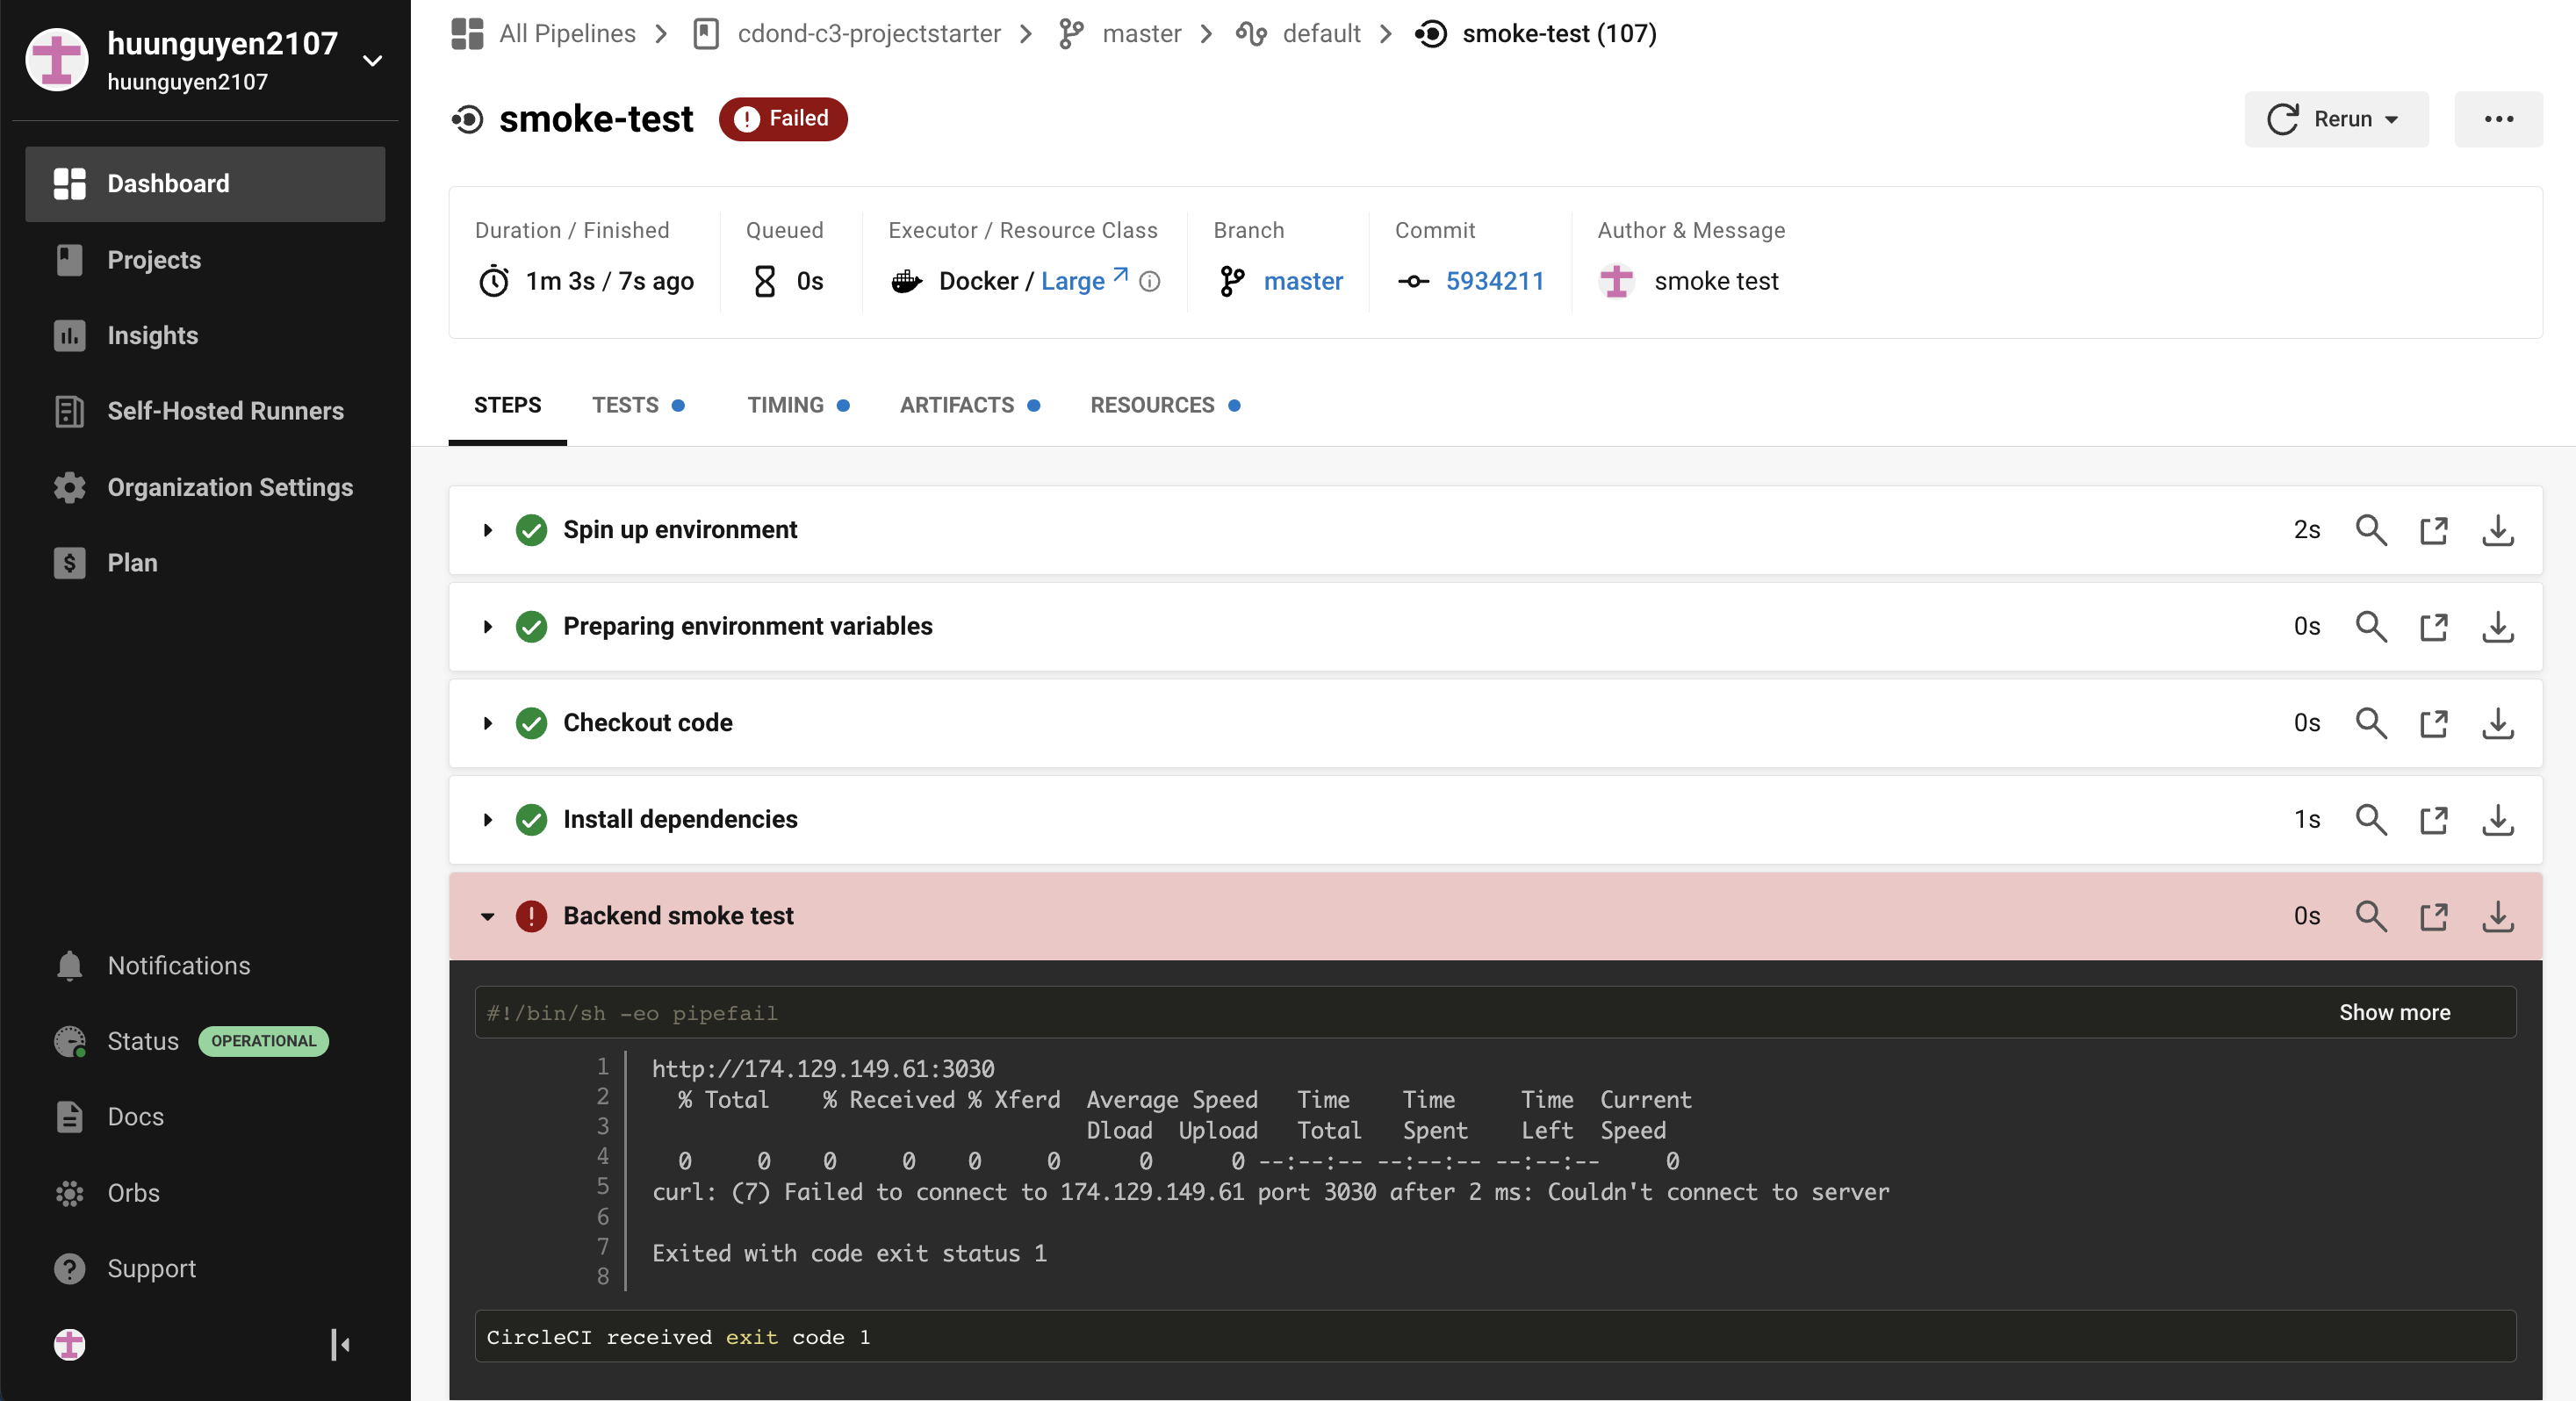 huunguyen2107
huunguyen2107
Dashboard
Projects
Insights
Self-Hosted Runners
Organization Settings
Plan
Notifications
Status OPERATIONAL
Docs
Orbs
Support
All Pipelines cdond-c3-projectstarter master default smoke-test (107)
smoke-test Failed
Rerun
Duration / Finished Queued Executor / Resource Class Branch Commit Author & Message
1m 3s / 7s ago 0s Docker / Large master 5934211 smoke test
STEPS TESTS TIMING ARTIFACTS RESOURCES
Spin up environment 2s
Preparing environment variables 0s
Checkout code 0s
Install dependencies 1s
Backend smoke test 0s
#!/bin/sh -eo pipefail Show more
1 http://174.129.149.61:3030
2 % Total % Received % Xferd Average Speed Time Time Time Current
3 Dload Upload Total Spent Left Speed
4 0 0 0 0 0 0 0 0 --:--:-- --:--:-- --:--:-- 0
5 curl: (7) Failed to connect to 174.129.149.61 port 3030 after 2 ms: Couldn't connect to server
6
7 Exited with code exit status 1
8
CircleCI received exit code 1